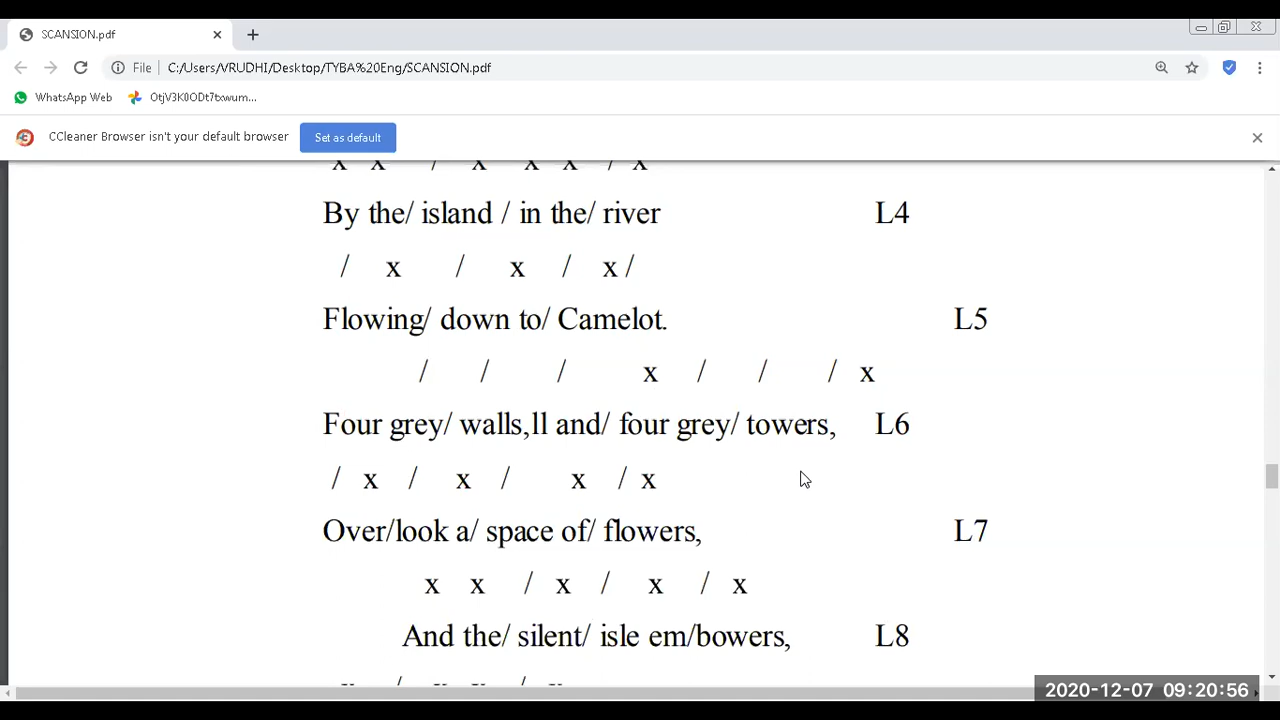 SCANSION.pdf
File C:/Users/VRUDHI/Desktop/TYBA%20Eng/SCANSION.pdf
WhatsApp Web OtjV3K0ODt7txwum...
CCleaner Browser isn't your default browser Set as default
x x / x x x / x
By the/ island / in the/ river L4
/ x / x / x /
Flowing/ down to/ Camelot. L5
/ / / x / / / x
Four grey/ walls,ll and/ four grey/ towers, L6
/ x / x / x / x
Over/look a/ space of/ flowers, L7
x x / x / x / x
And the/ silent/ isle em/bowers, L8
2020-12-07 09:20:56